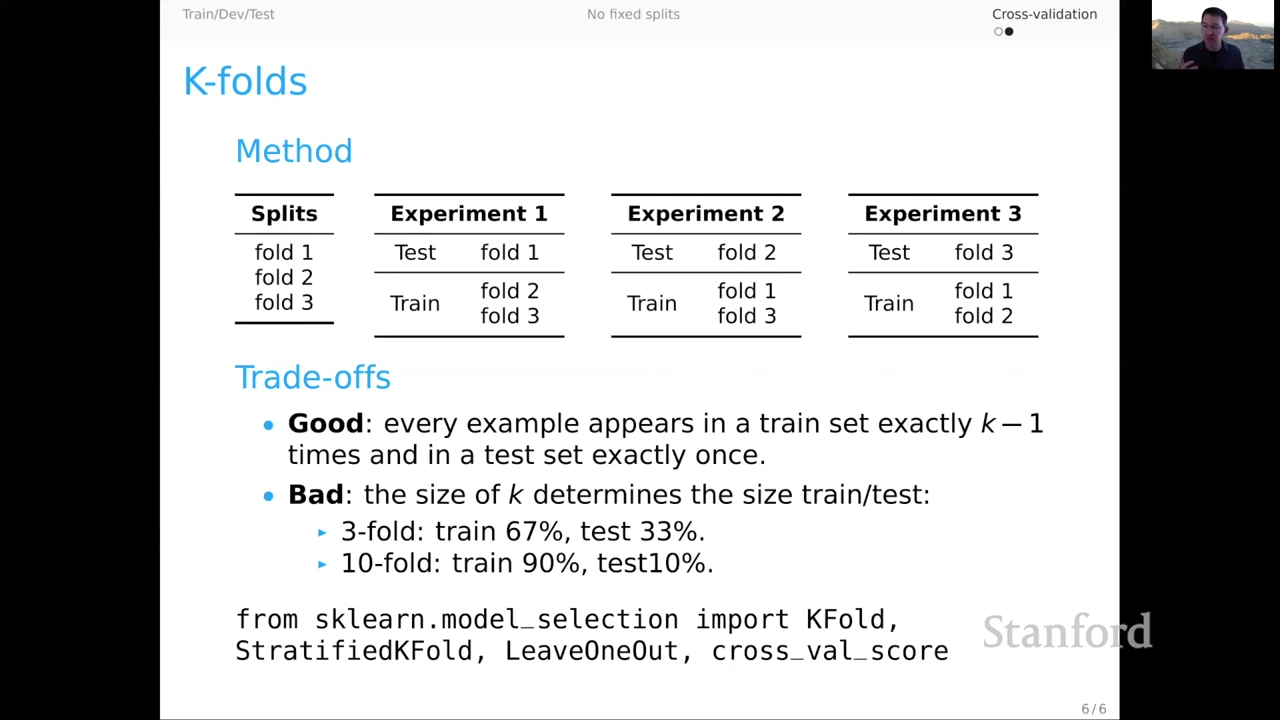 Train/Dev/Test No fixed splits Cross-validation
K-folds
Method
Splits
fold 1
fold 2
fold 3
Experiment 1
Test fold 1
Train
fold 2
fold 3
Experiment 2
Test fold 2
Train
fold 1
fold 3
Experiment 3
Test fold 3
Train
fold 1
fold 2
Trade-offs
• Good: every example appears in a train set exactly k − 1
times and in a test set exactly once.
• Bad: the size of k determines the size train/test:
▸ 3-fold: train 67%, test 33%.
▸ 10-fold: train 90%, test10%.
from sklearn.model_selection import KFold,
StratifiedKFold, LeaveOneOut, cross_val_score
Stanford
6 / 6